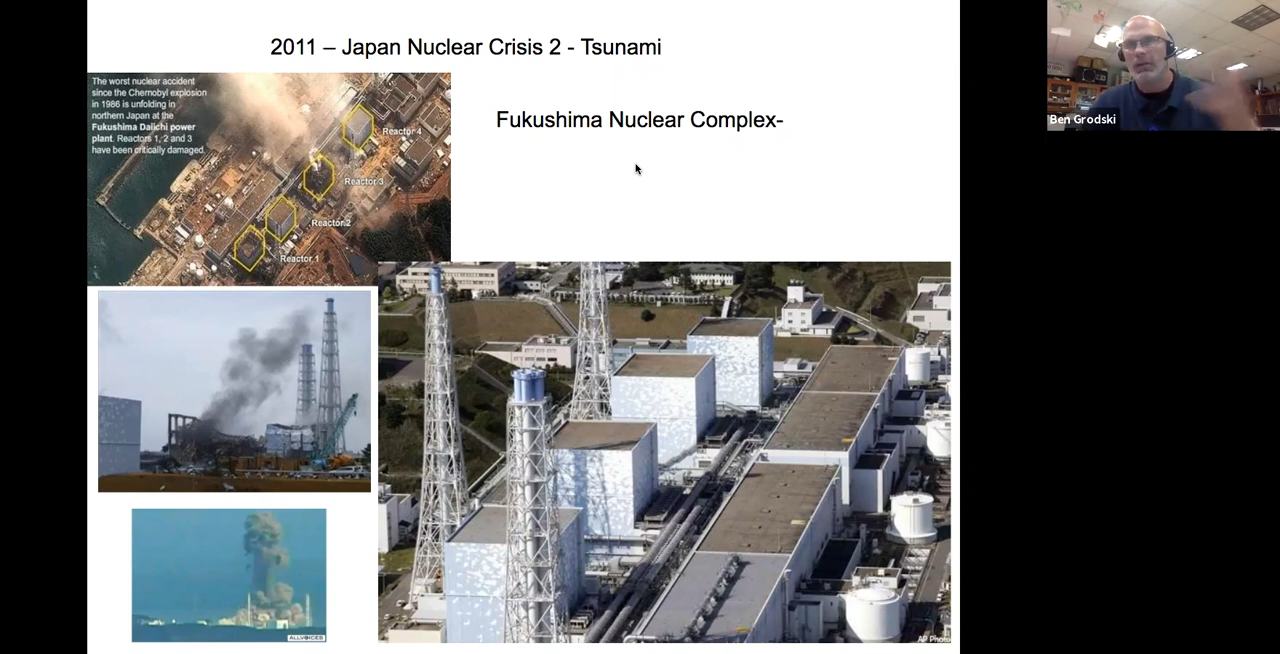 2011 – Japan Nuclear Crisis 2 - Tsunami
The worst nuclear accident
since the Chernobyl explosion
in 1986 is unfolding in
northern Japan at the
Fukushima Daiichi power
plant. Reactors 1, 2 and 3
have been critically damaged.
Reactor 4
Reactor 3
Reactor 2
Reactor 1
Fukushima Nuclear Complex-
ALLVOICES
AP Photo
Ben Grodski